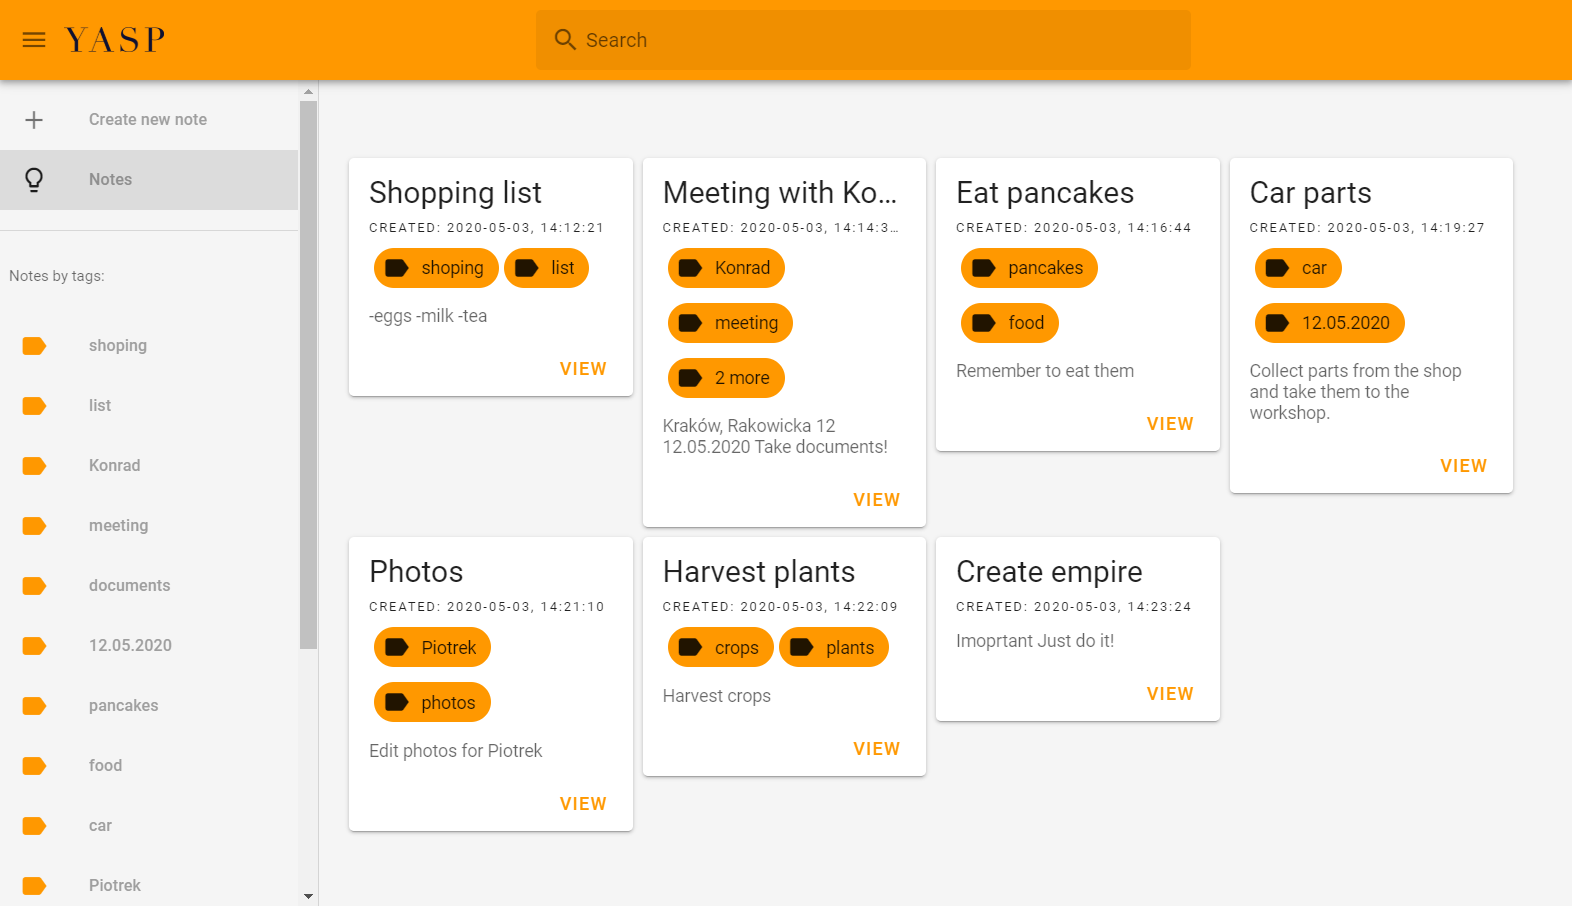 YASP
Search
Create new note
Notes
Notes by tags:
shoping
list
Konrad
meeting
documents
12.05.2020
pancakes
food
car
Piotrek
Shopping list
CREATED: 2020-05-03, 14:12:21
shoping
list
-eggs -milk -tea
VIEW
Meeting with Ko...
CREATED: 2020-05-03, 14:14:3...
Konrad
meeting
2 more
Kraków, Rakowicka 12
12.05.2020 Take documents!
VIEW
Eat pancakes
CREATED: 2020-05-03, 14:16:44
pancakes
food
Remember to eat them
VIEW
Car parts
CREATED: 2020-05-03, 14:19:27
car
12.05.2020
Collect parts from the shop
and take them to the
workshop.
VIEW
Photos
CREATED: 2020-05-03, 14:21:10
Piotrek
photos
Edit photos for Piotrek
VIEW
Harvest plants
CREATED: 2020-05-03, 14:22:09
crops
plants
Harvest crops
VIEW
Create empire
CREATED: 2020-05-03, 14:23:24
Imoprtant Just do it!
VIEW